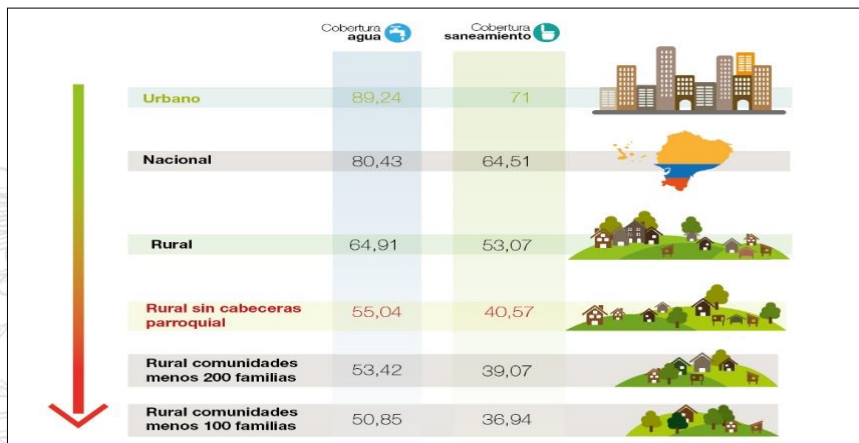 Cobertura agua
Cobertura saneamiento
Urbano 89,24 71
Nacional 80,43 64,51
Rural 64,91 53,07
Rural sin cabeceras parroquial 55,04 40,57
Rural comunidades menos 200 familias 53,42 39,07
Rural comunidades menos 100 familias 50,85 36,94